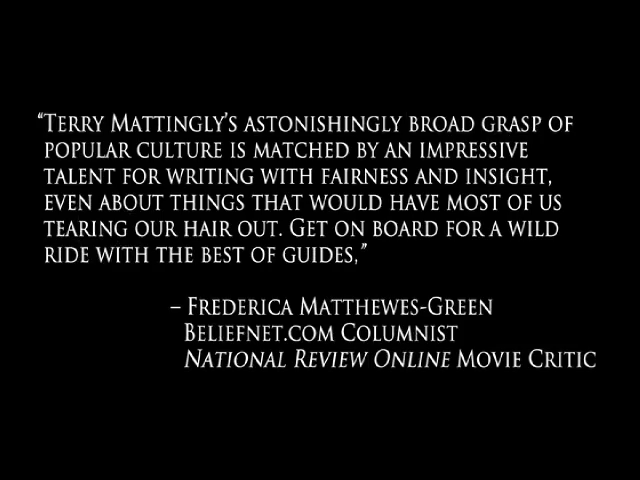 “Terry Mattingly’s astonishingly broad grasp of
popular culture is matched by an impressive
talent for writing with fairness and insight,
even about things that would have most of us
tearing our hair out. Get on board for a wild
ride with the best of guides,”
– Frederica Matthewes-Green
Beliefnet.com Columnist
National Review Online Movie Critic